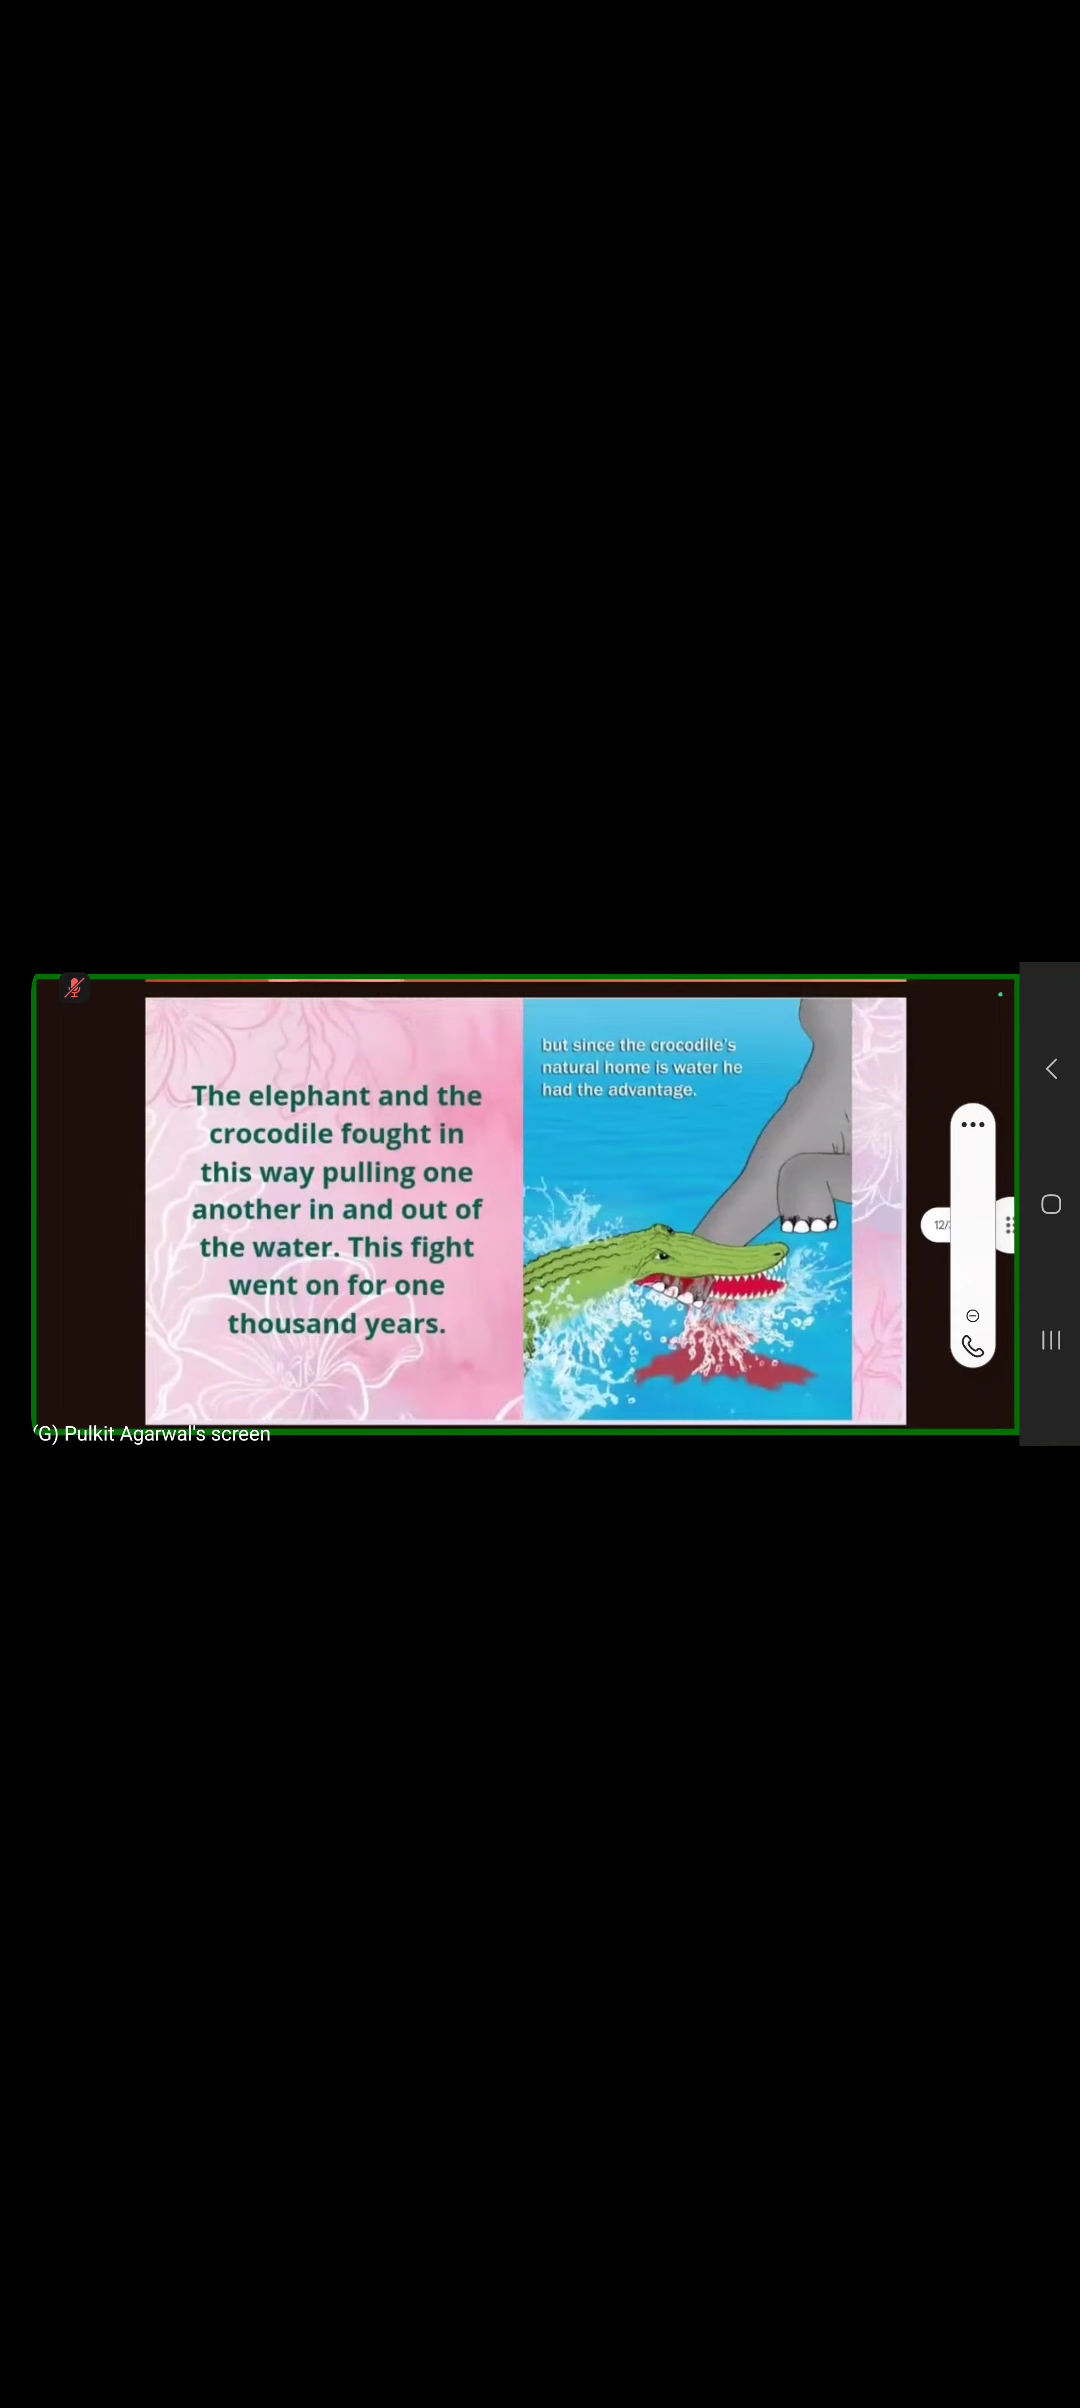 The elephant and the
crocodile fought in
this way pulling one
another in and out of
the water. This fight
went on for one
thousand years.
but since the crocodile's
natural home is water he
had the advantage.
12/
(G) Pulkit Agarwal's screen